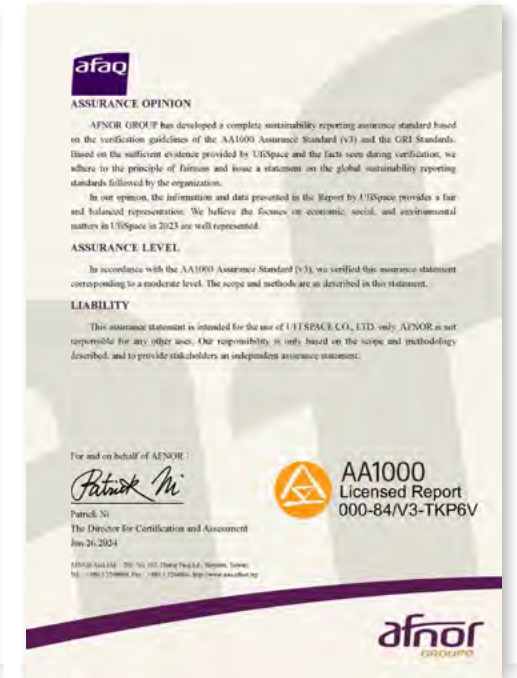 afaq
ASSURANCE OPINION
AFNOR GROUP has developed a complete sustainability reporting assurance standard based
on the verification guidelines of the AA1000 Assurance Standard (v3) and the GRI Standards.
Based on the sufficient evidence provided by UfiSpace and the facts seen during verification, we
adhere to the principle of fairness and issue a statement on the global sustainability reporting
standards followed by the organization.
In our opinion, the information and data presented in the Report by UfiSpace provides a fair
and balanced representation. We believe the focuses on economic, social, and environmental
matters in UfiSpace in 2023 are well represented.
ASSURANCE LEVEL
In accordance with the AA1000 Assurance Standard (v3), we verified this assurance statement
corresponding to a moderate level. The scope and methods are as described in this statement.
LIABILITY
This assurance statement is intended for the use of UFI SPACE CO., LTD. only. AFNOR is not
responsible for any other uses. Our responsibility is only based on the scope and methodology
described, and to provide stakeholders an independent assurance statement.
For and on behalf of AFNOR :
Patrick Ni
Patrick Ni
The Director for Certification and Assessment
Jun 26, 2024
AA1000
Licensed Report
000-84/V3-TKP6V
afnor
GROUPE